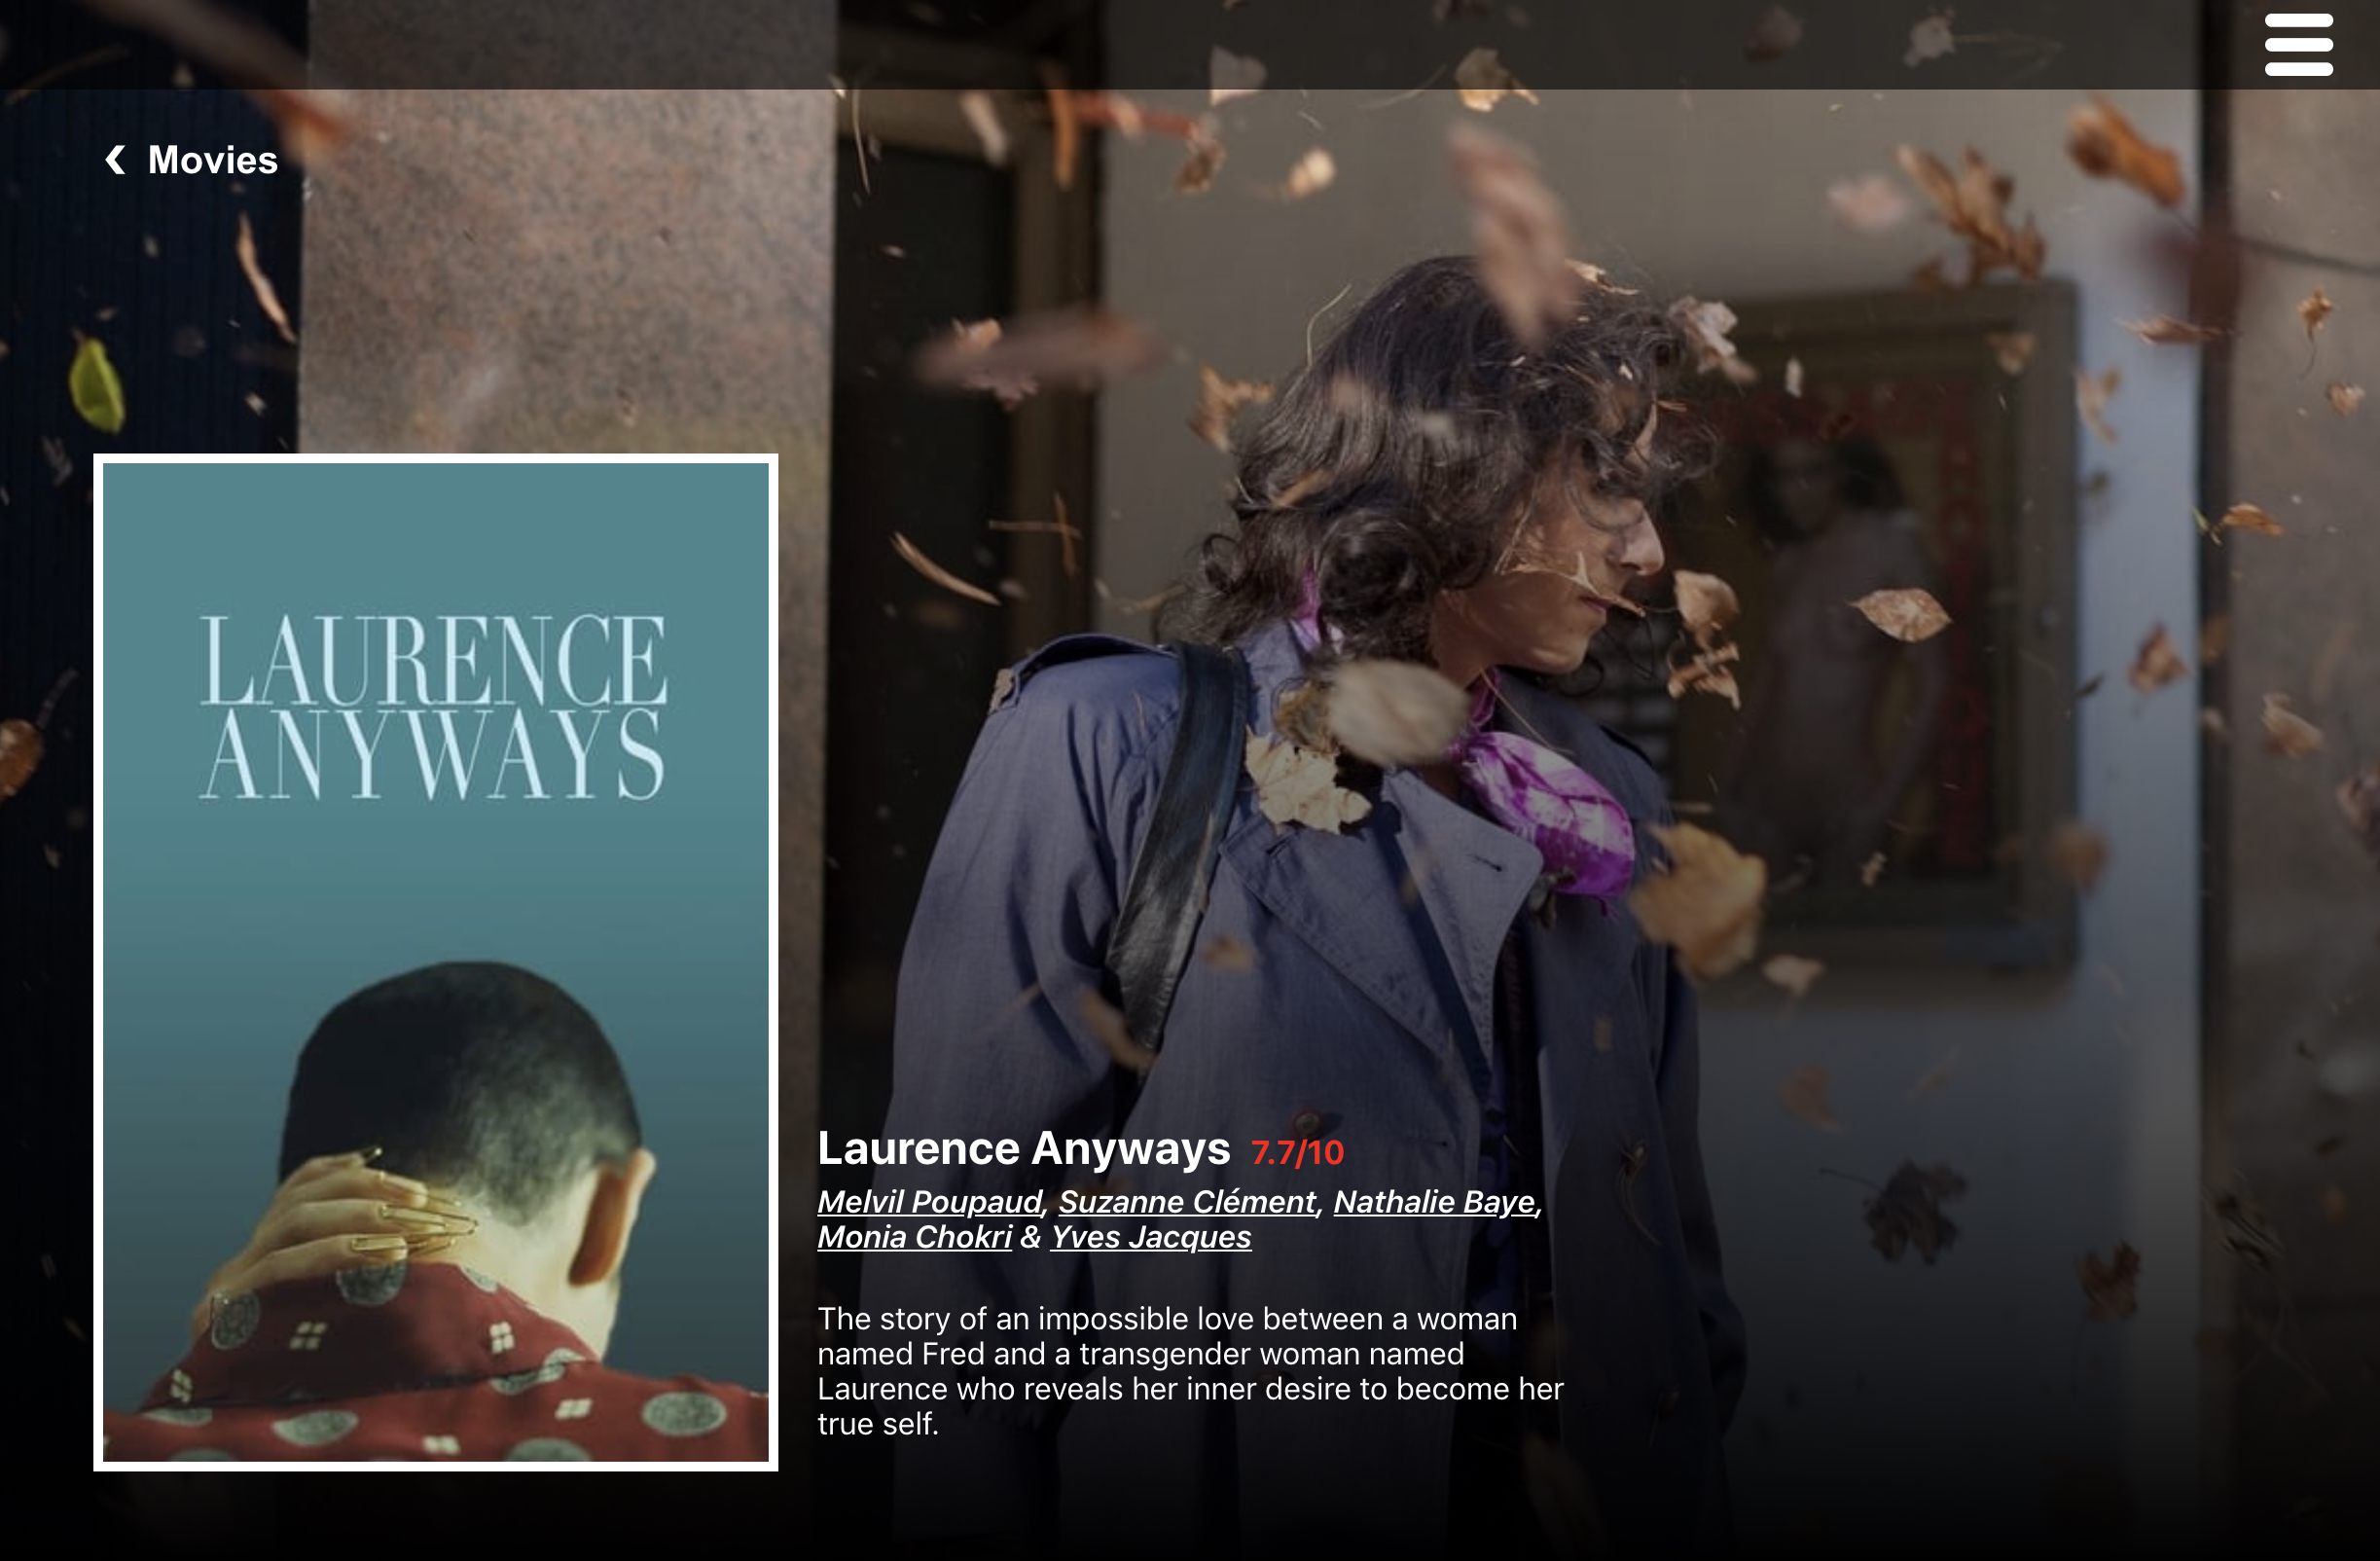 Movies
LAURENCE
ANYWAYS
Laurence Anyways 7.7/10
Melvil Poupaud, Suzanne Clément, Nathalie Baye,
Monia Chokri & Yves Jacques
The story of an impossible love between a woman
named Fred and a transgender woman named
Laurence who reveals her inner desire to become her
true self.